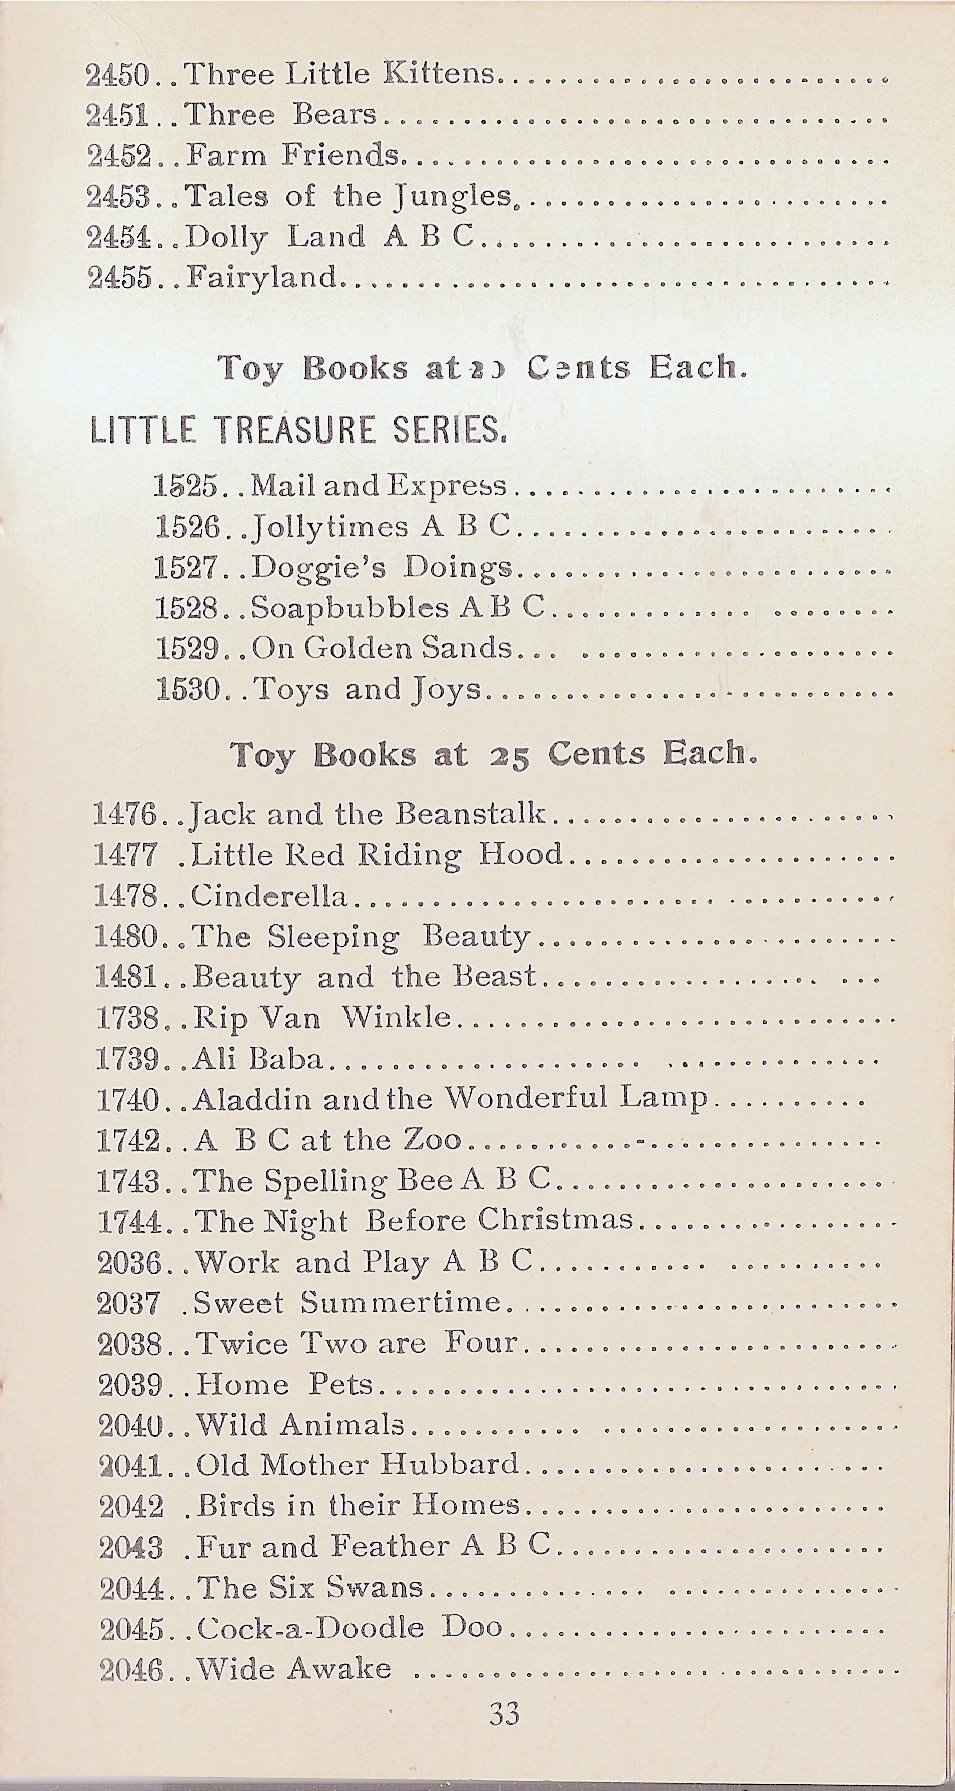 2450..Three Little Kittens..........................
2451..Three Bears................................
2452..Farm Friends...............................
2453..Tales of the Jungles........................
2454..Dolly Land A B C..........................
2455..Fairyland...................................
Toy Books at 20 Cents Each.
LITTLE TREASURE SERIES.
1525..Mail and Express........................
1526..Jollytimes A B C........................
1527..Doggie's Doings........................
1528..Soapbubbles A B C............. ........
1529..On Golden Sands... ....................
1530..Toys and Joys..........................
Toy Books at 25 Cents Each.
1476..Jack and the Beanstalk......................
1477 .Little Red Riding Hood.....................
1478..Cinderella..................................
1480..The Sleeping Beauty.......................
1481..Beauty and the Beast.................. ...
1738..Rip Van Winkle............................
1739..Ali Baba.................... ..............
1740..Aladdin and the Wonderful Lamp..........
1742..A B C at the Zoo..........................
1743..The Spelling Bee A B C.....................
1744..The Night Before Christmas.................
2036..Work and Play A B C........... ..........
2037 .Sweet Summertime.........................
2038..Twice Two are Four........................
2039..Home Pets.................................
2040..Wild Animals........... ...................
2041..Old Mother Hubbard.......................
2042 .Birds in their Homes.......................
2043 .Fur and Feather A B C.....................
2044..The Six Swans.............. ...............
2045..Cock-a-Doodle Doo........................
2046..Wide Awake ...............................
33